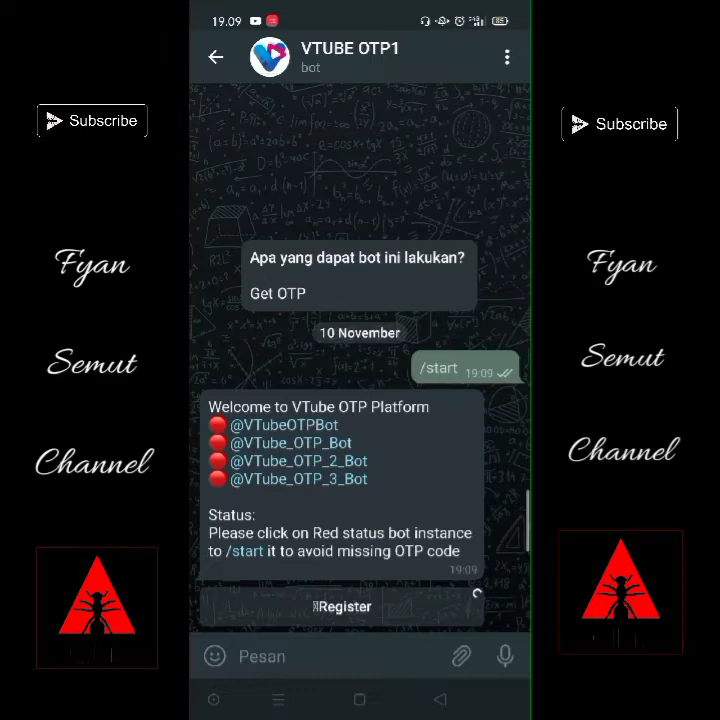 19.09
85
VTUBE OTP1
bot
Subscribe
Subscribe
Fyan
Semut
Channel
Fyan
Semut
Channel
Apa yang dapat bot ini lakukan?
Get OTP
10 November
/start 19:09
Welcome to VTube OTP Platform
@VTubeOTPBot
@VTube_OTP_Bot
@VTube_OTP_2_Bot
@VTube_OTP_3_Bot
Status:
Please click on Red status bot instance
to /start it to avoid missing OTP code
19:09
Register
Pesan